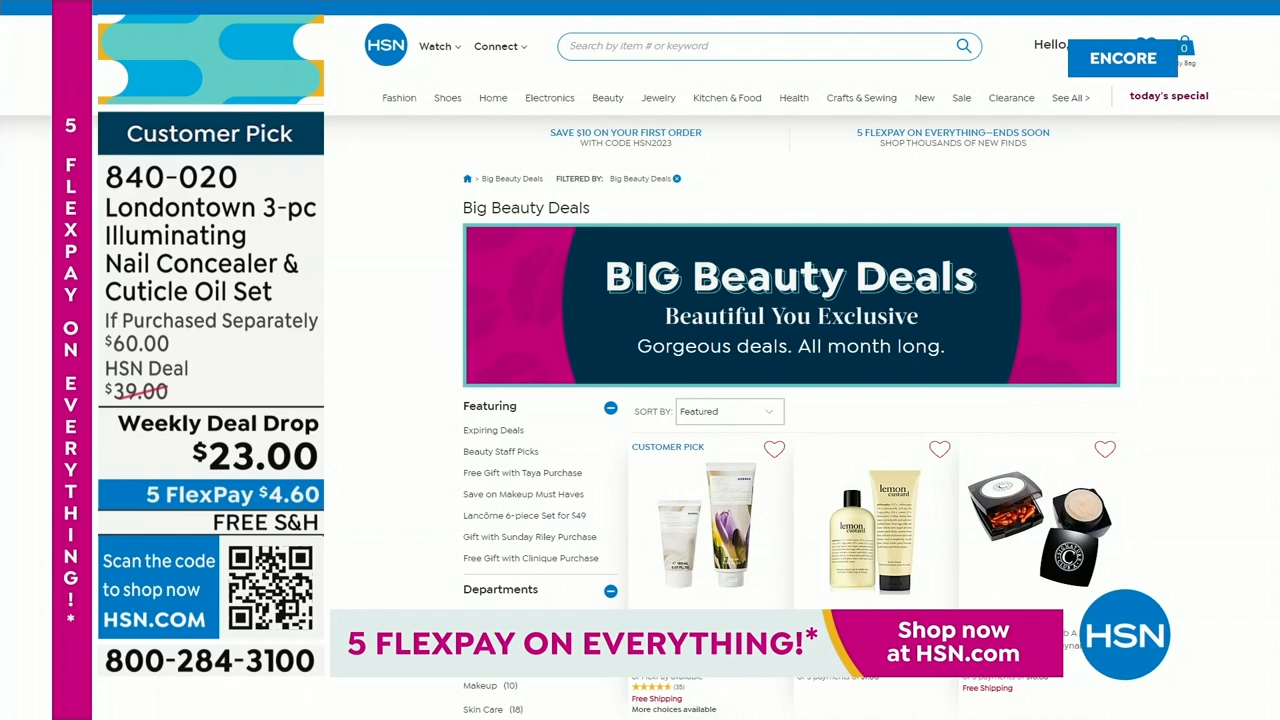 5 FLEXPAY ON EVERYTHING!*
Customer Pick
840-020
Londontown 3-pc
Illuminating
Nail Concealer &
Cuticle Oil Set
If Purchased Separately
$60.00
HSN Deal
$39.00
Weekly Deal Drop
$23.00
5 FlexPay $4.60
FREE S&H
Scan the code
to shop now
HSN.COM
800-284-3100
HSN
Watch
Connect
Search by item # or keyword
Hello,
ENCORE
0
Bag
Fashion Shoes Home Electronics Beauty Jewelry Kitchen & Food Health Crafts & Sewing New Sale Clearance See All > today's special
SAVE $10 ON YOUR FIRST ORDER
WITH CODE HSN2023
5 FLEXPAY ON EVERYTHING—ENDS SOON
SHOP THOUSANDS OF NEW FINDS
> Big Beauty Deals FILTERED BY: Big Beauty Deals
Big Beauty Deals
BIG Beauty Deals
Beautiful You Exclusive
Gorgeous deals. All month long.
Featuring
Expiring Deals
Beauty Staff Picks
Free Gift with Taya Purchase
Save on Makeup Must Haves
Lancôme 6-piece Set for $49
Gift with Sunday Riley Purchase
Free Gift with Clinique Purchase
Departments
Makeup (10)
Skin Care (18)
SORT BY: Featured
CUSTOMER PICK
KORRES
lemon
custard
lemon
custard
5 FLEXPAY ON EVERYTHING!*
Shop now
at HSN.com
HSN
(35)
Free Shipping
More choices available
Free Shipping